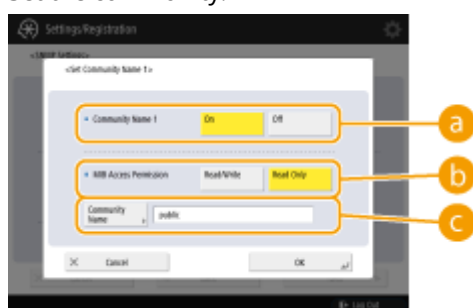 Settings/Registration
<SNMP Settings>
<Set Community Name 1>
Community Name 1 On Off
a
MIB Access Permission Read/Write Read Only
b
Community Name public
c
Cancel OK
Log Out